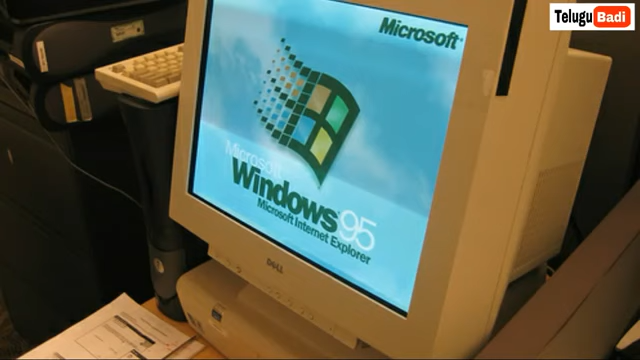 Telugu Badi
Microsoft
Microsoft
Windows 95
Microsoft Internet Explorer
DELL